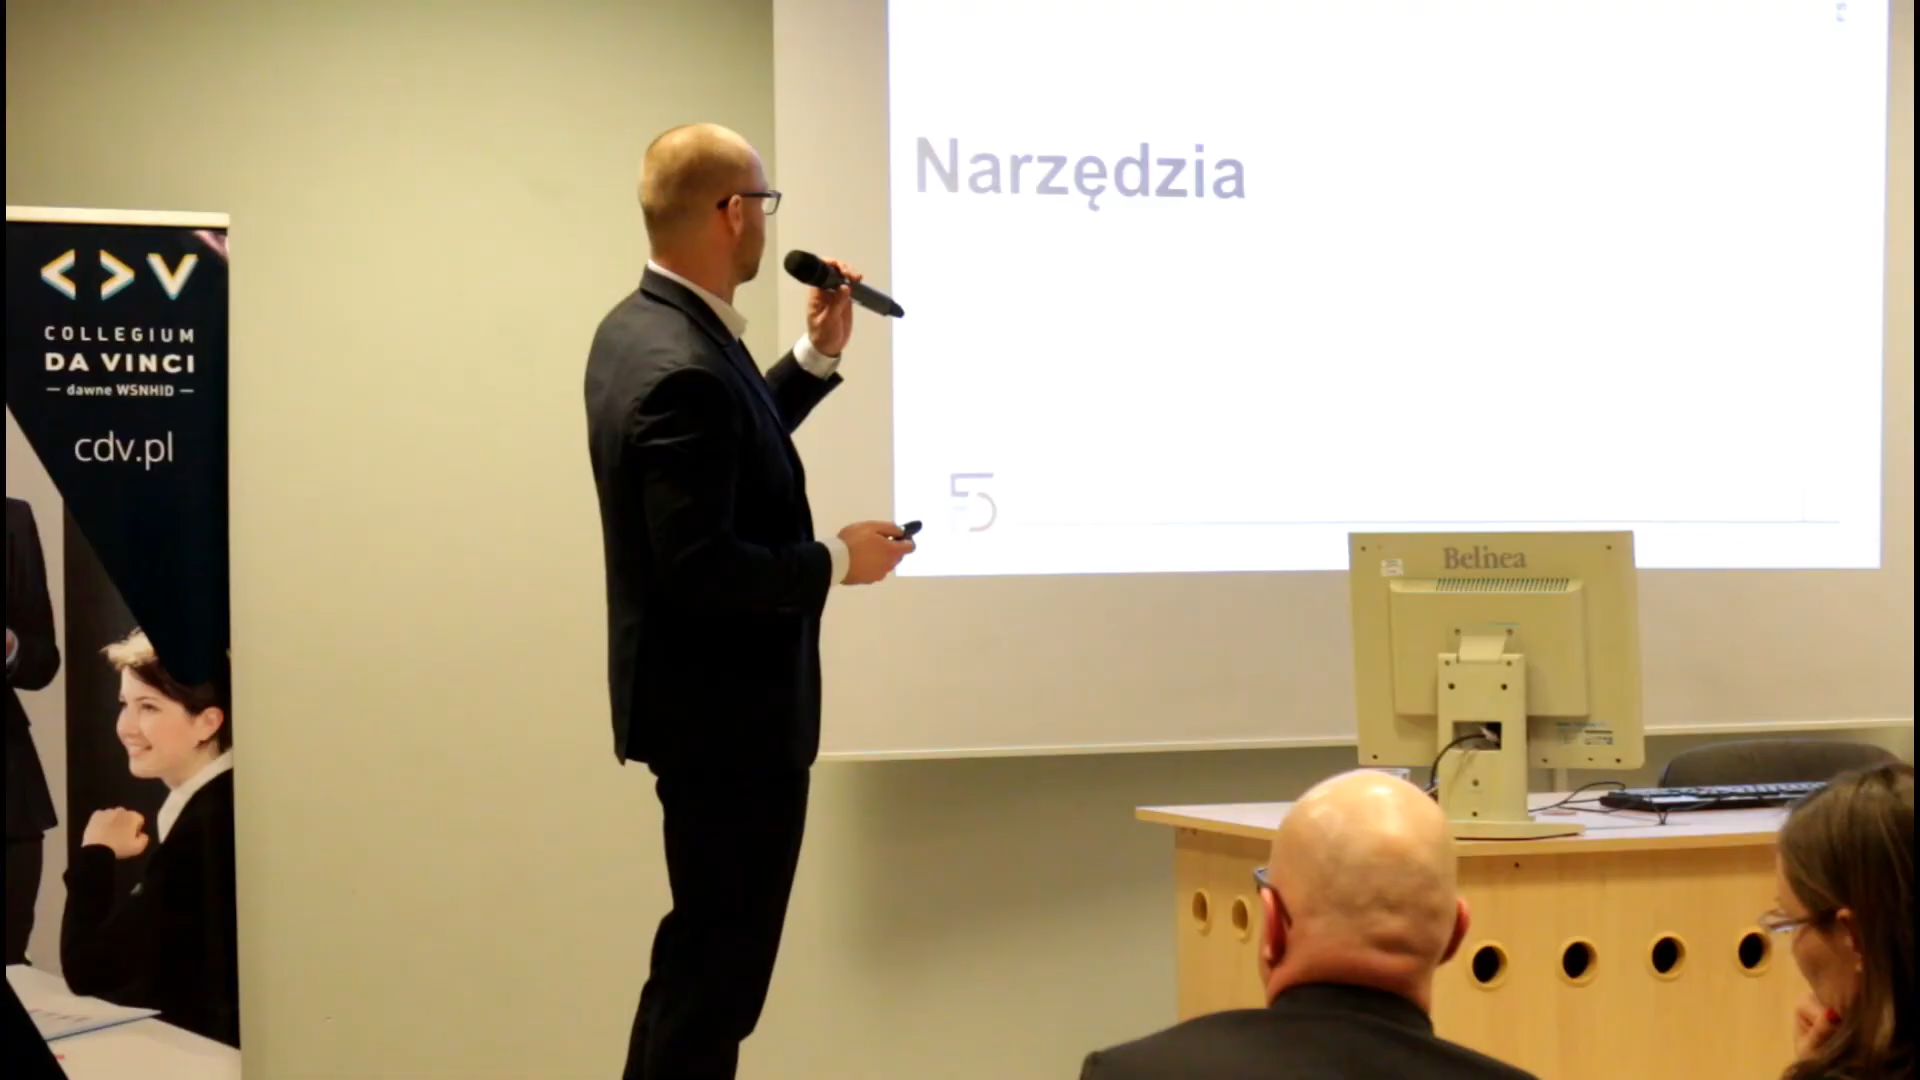 COLLEGIUM
DA VINCI
— dawne WSNHID —
cdv.pl
Narzędzia
Belinea